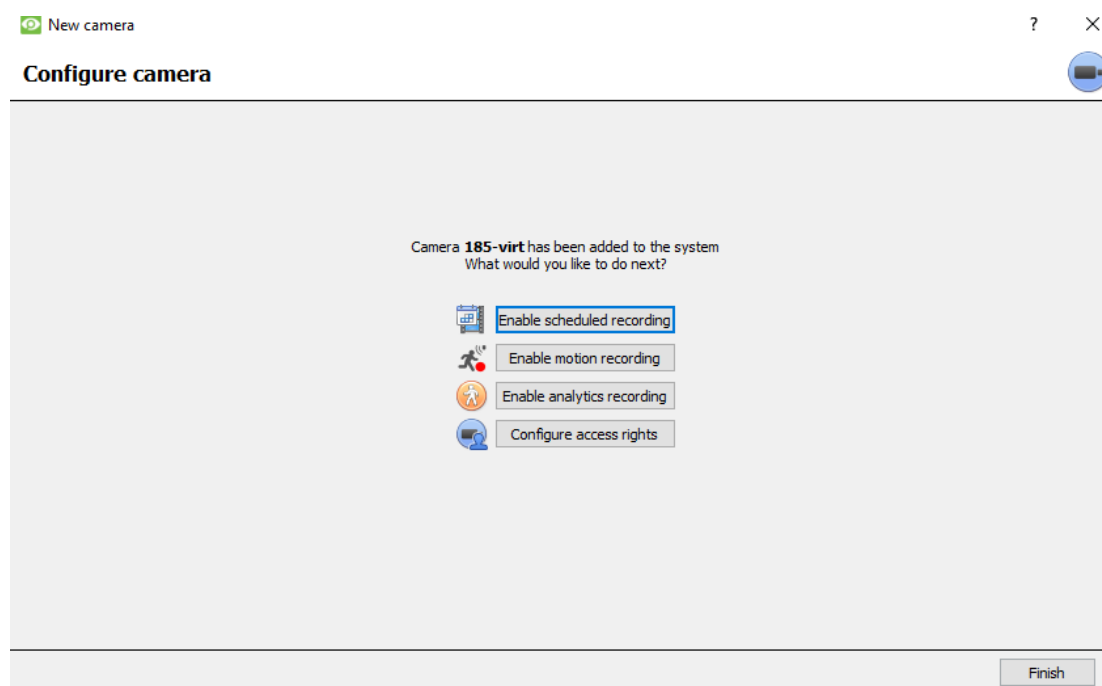 New camera
?
Configure camera
Camera 185-virt has been added to the system
What would you like to do next?
Enable scheduled recording
Enable motion recording
Enable analytics recording
Configure access rights
Finish